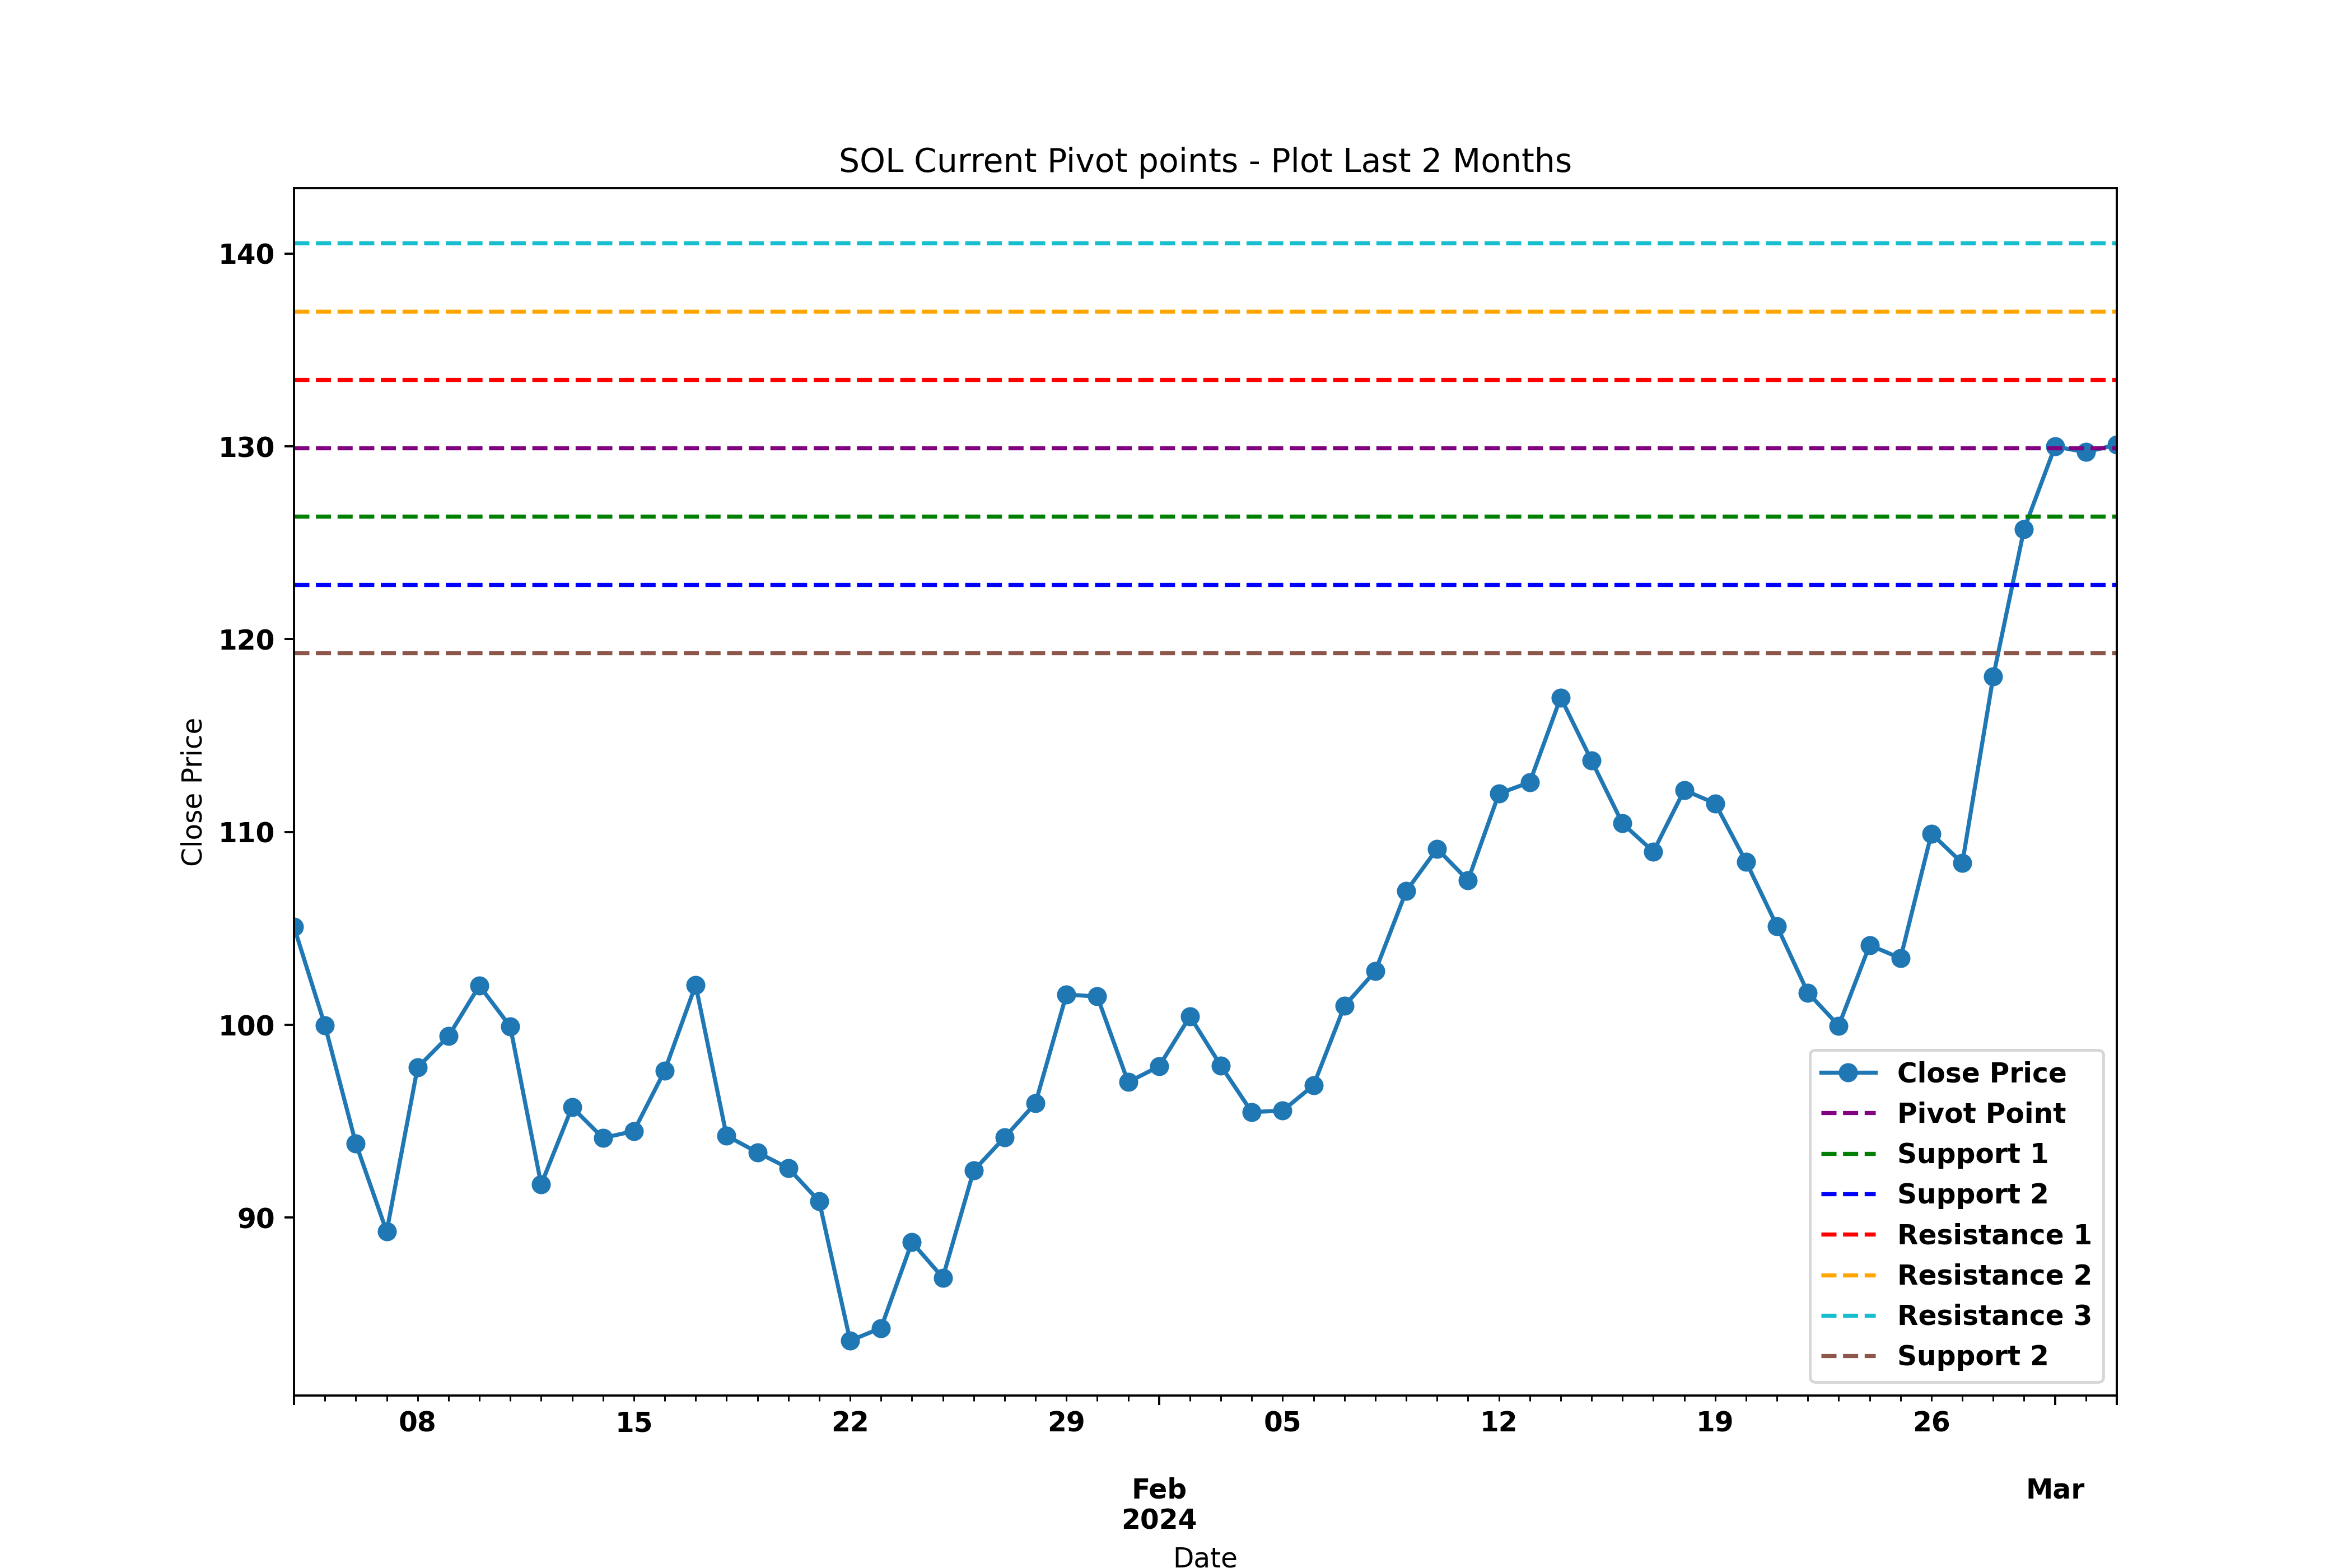 SOL Current Pivot points - Plot Last 2 Months
140
130
120
110
100
90
Close Price
Close Price
Pivot Point
Support 1
Support 2
Resistance 1
Resistance 2
Resistance 3
Support 2
08 15 22 29 05 12 19 26
Feb Mar
2024
Date